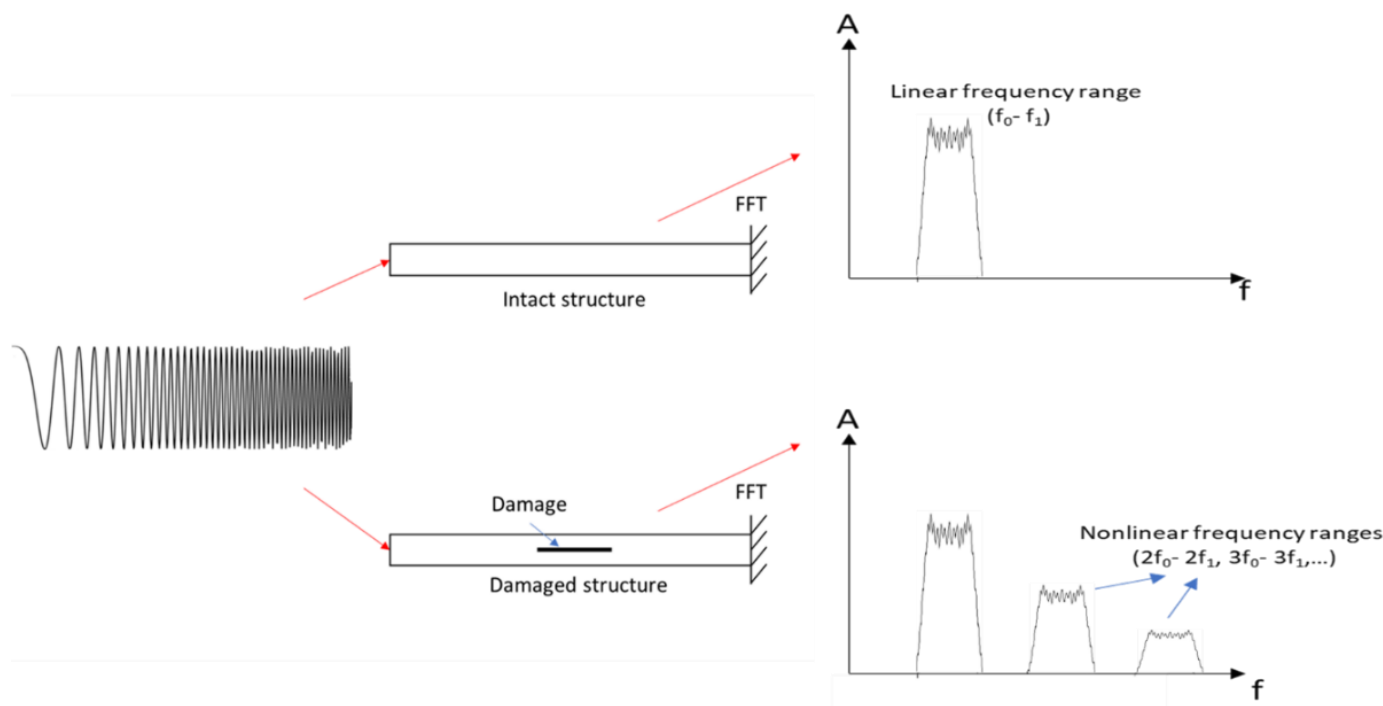 A
Linear frequency range
(f₀- f₁)
FFT
f
Intact structure
A
Damage
FFT
Nonlinear frequency ranges
(2f₀- 2f₁, 3f₀- 3f₁,...)
Damaged structure
f